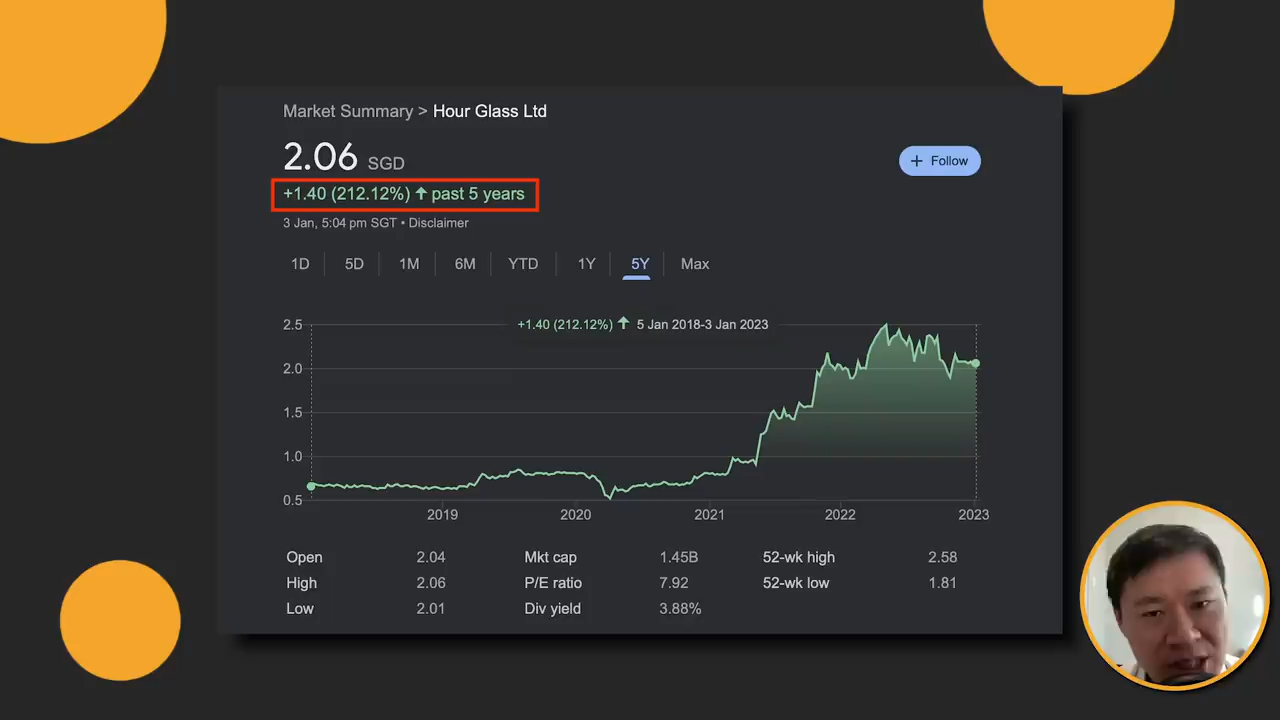 Market Summary > Hour Glass Ltd
2.06 SGD
+ Follow
+1.40 (212.12%) ↑ past 5 years
3 Jan, 5:04 pm SGT • Disclaimer
1D 5D 1M 6M YTD 1Y 5Y Max
+1.40 (212.12%) ↑ 5 Jan 2018-3 Jan 2023
2.5
2.0
1.5
1.0
0.5
2019 2020 2021 2022 2023
Open 2.04 Mkt cap 1.45B 52-wk high 2.58
High 2.06 P/E ratio 7.92 52-wk low 1.81
Low 2.01 Div yield 3.88%